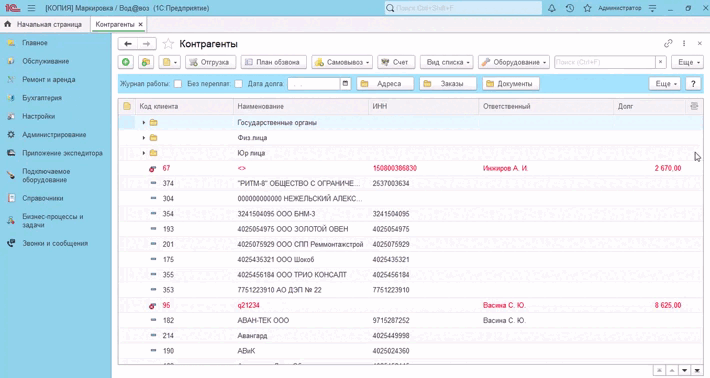 1С [КОПИЯ] Маркировка / Вод@воз (1С:Предприятие) Поиск Ctrl+Shift+F Администратор
Начальная страница Контрагенты ×
Главное
Обслуживание
Ремонт и аренда
Бухгалтерия
Настройки
Администрирование
Приложение экспедитора
Подключаемое
оборудование
Справочники
Бизнес-процессы и
задачи
Звонки и сообщения
Контрагенты
Отгрузка План обзвона Самовывоз Счет Вид списка Оборудование Поиск (Ctrl+F) × Еще
Журнал работы: Без переплат: Дата долга: . . Адреса Заказы Документы Еще ?
Код клиента Наименование ИНН Ответственный Долг
Государственные органы
Физ.лица
Юр лица
67 <> 150800386830 Инжиров А. И. 2 670,00
374 "РИТМ-8" ОБЩЕСТВО С ОГРАНИЧЕ... 2537003634
304 000000000000 НЕЖЕЛЬСКИЙ АЛЕКС...
354 3241504095 ООО БНМ-3 3241504095
193 4025054975 ООО ЗОЛОТОЙ ОВЕН 4025054975
201 4025075929 ООО СПП Реммонтажстрой 4025075929
175 4025435321 ООО Шокоб 4025435321
355 4025456184 ООО ТРИО КОНСАЛТ 4025456184
353 7751223910 АО ДЭП № 22 7751223910
95 q21234 Васина С. Ю. 8 625,00
182 АВАН-ТЕК ООО 9715287252 Васина С. Ю.
214 Авангард 4025449998
190 АВиК 4025024360